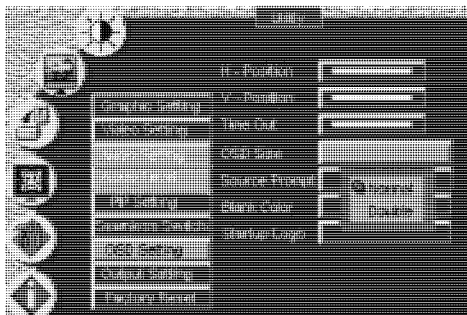 Utility
H - Position
V - Position
Time Out
OSD Size
Source Prompt
Blank Color
Startup Logo
Normal
Double
Graphic Setting
Video Setting
PIP Setting
OSD Setting
Output Setting
Factory Reset